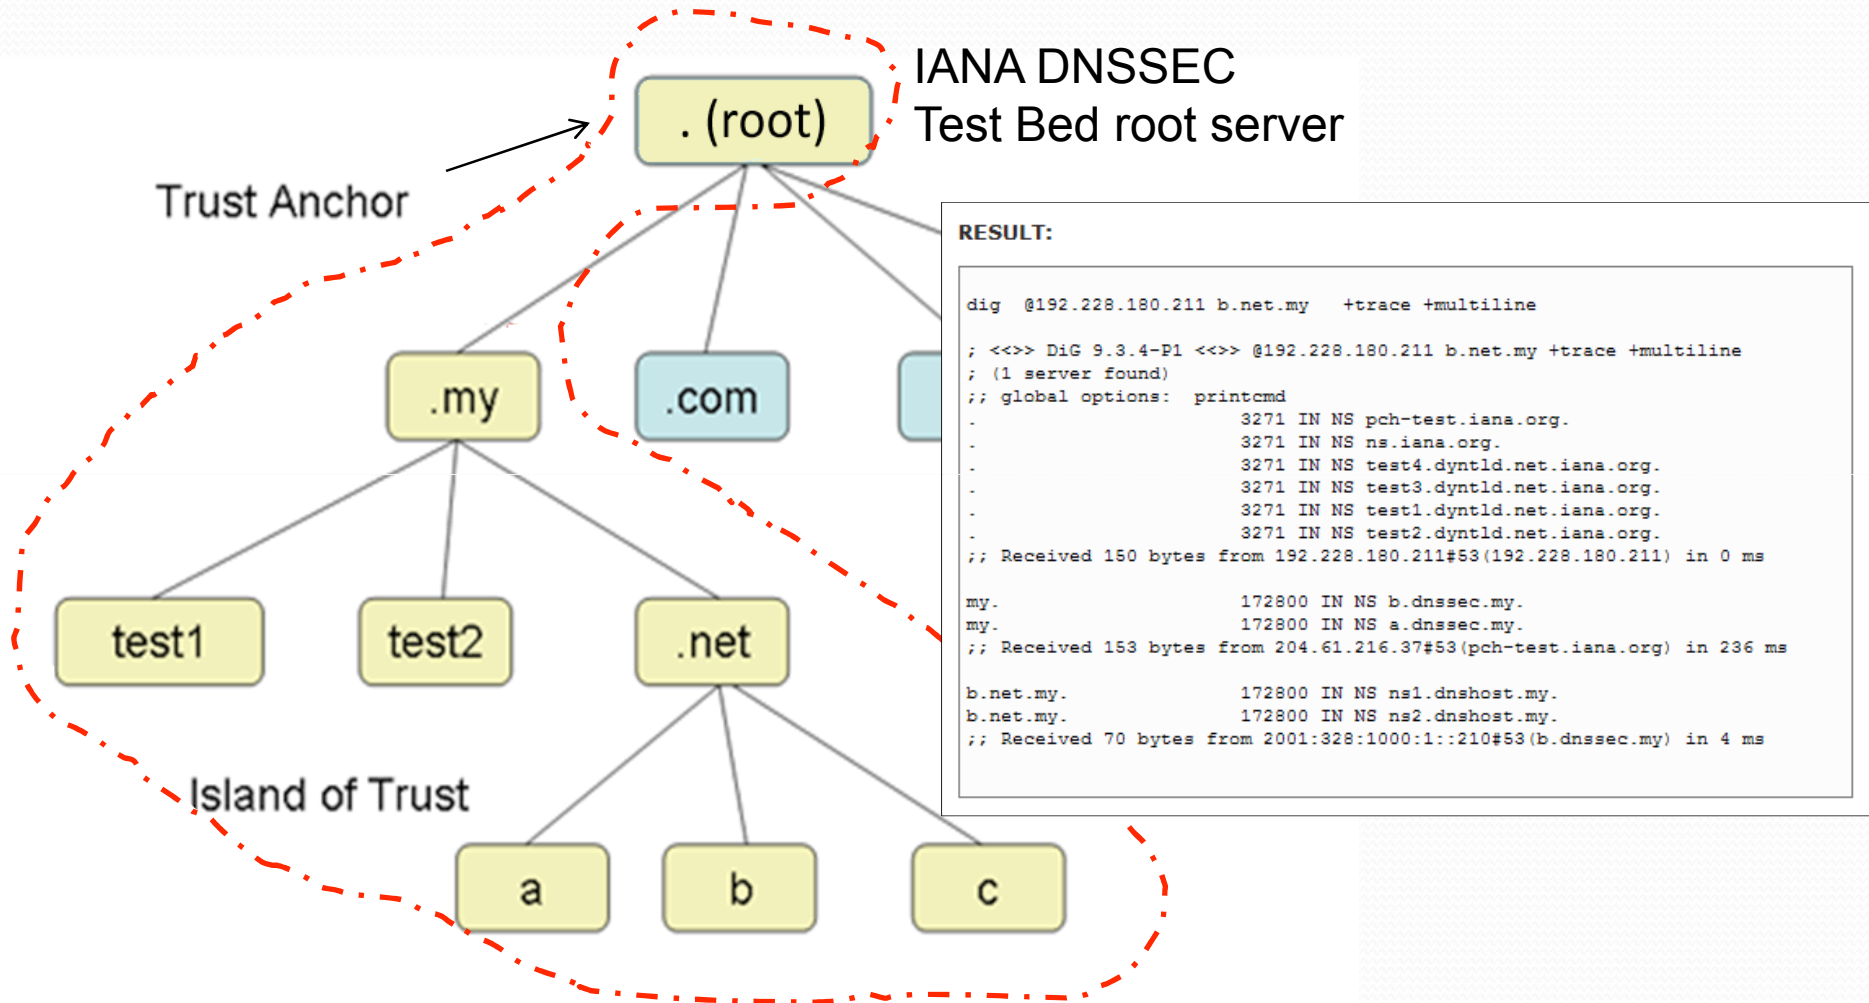 IANA DNSSEC
Test Bed root server
. (root)
Trust Anchor
.my
.com
test1
test2
.net
Island of Trust
a
b
c
RESULT:
dig  @192.228.180.211 b.net.my   +trace +multiline
; <<>> DiG 9.3.4-P1 <<>> @192.228.180.211 b.net.my +trace +multiline
; (1 server found)
;; global options:  printcmd
.                       3271 IN NS pch-test.iana.org.
.                       3271 IN NS ns.iana.org.
.                       3271 IN NS test4.dyntld.net.iana.org.
.                       3271 IN NS test3.dyntld.net.iana.org.
.                       3271 IN NS test1.dyntld.net.iana.org.
.                       3271 IN NS test2.dyntld.net.iana.org.
;; Received 150 bytes from 192.228.180.211#53(192.228.180.211) in 0 ms
my.                     172800 IN NS b.dnssec.my.
my.                     172800 IN NS a.dnssec.my.
;; Received 153 bytes from 204.61.216.37#53(pch-test.iana.org) in 236 ms
b.net.my.               172800 IN NS ns1.dnshost.my.
b.net.my.               172800 IN NS ns2.dnshost.my.
;; Received 70 bytes from 2001:328:1000:1::210#53(b.dnssec.my) in 4 ms